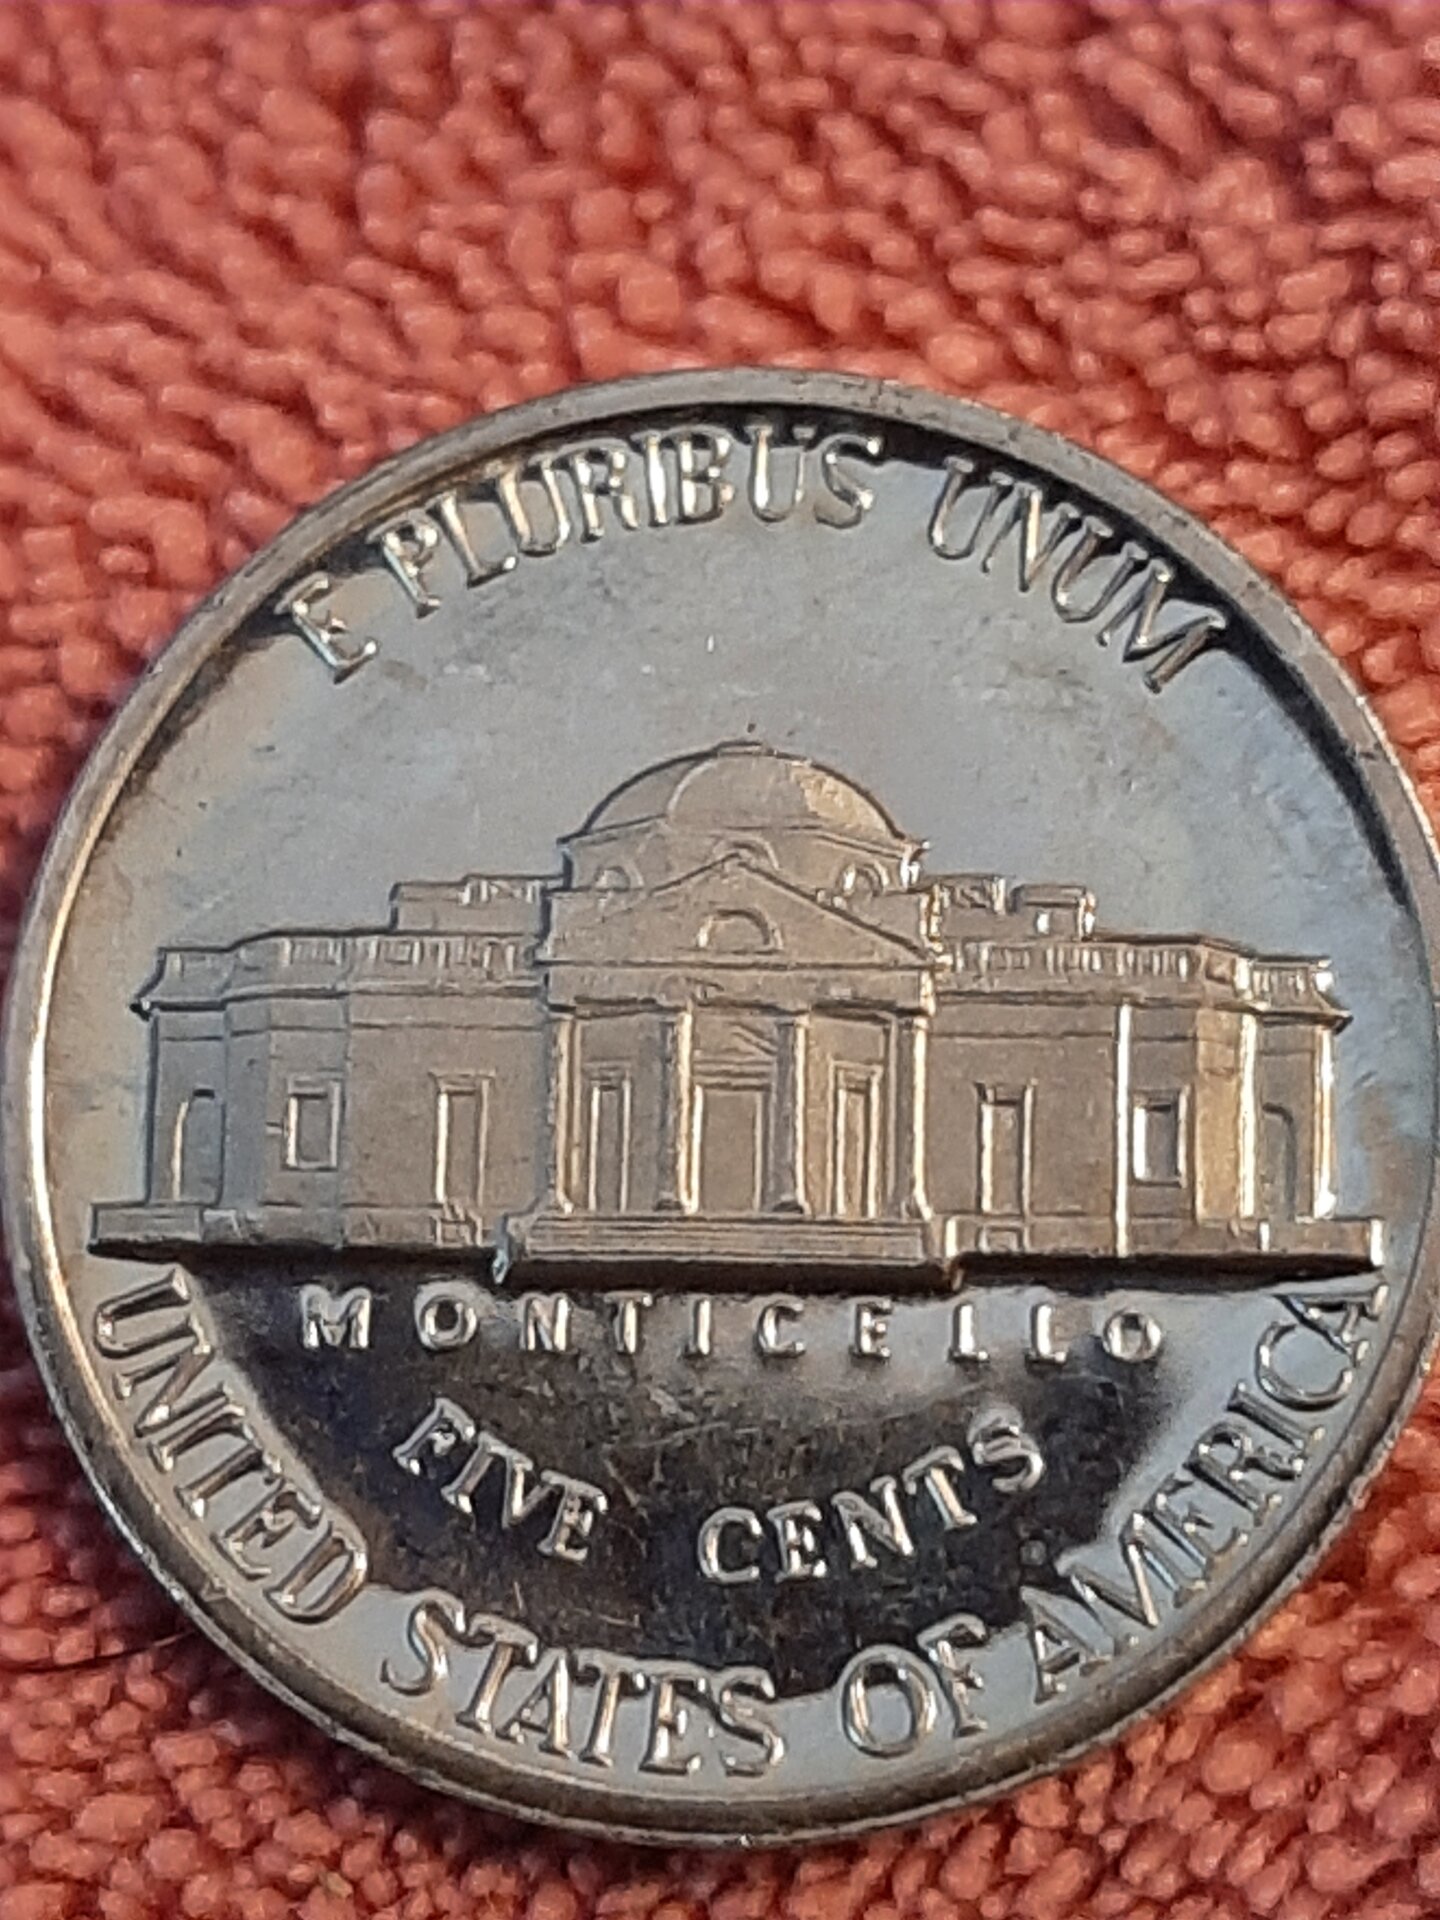 E PLURIBUS UNUM
MONTICELLO
FIVE CENTS
UNITED STATES OF AMERICA